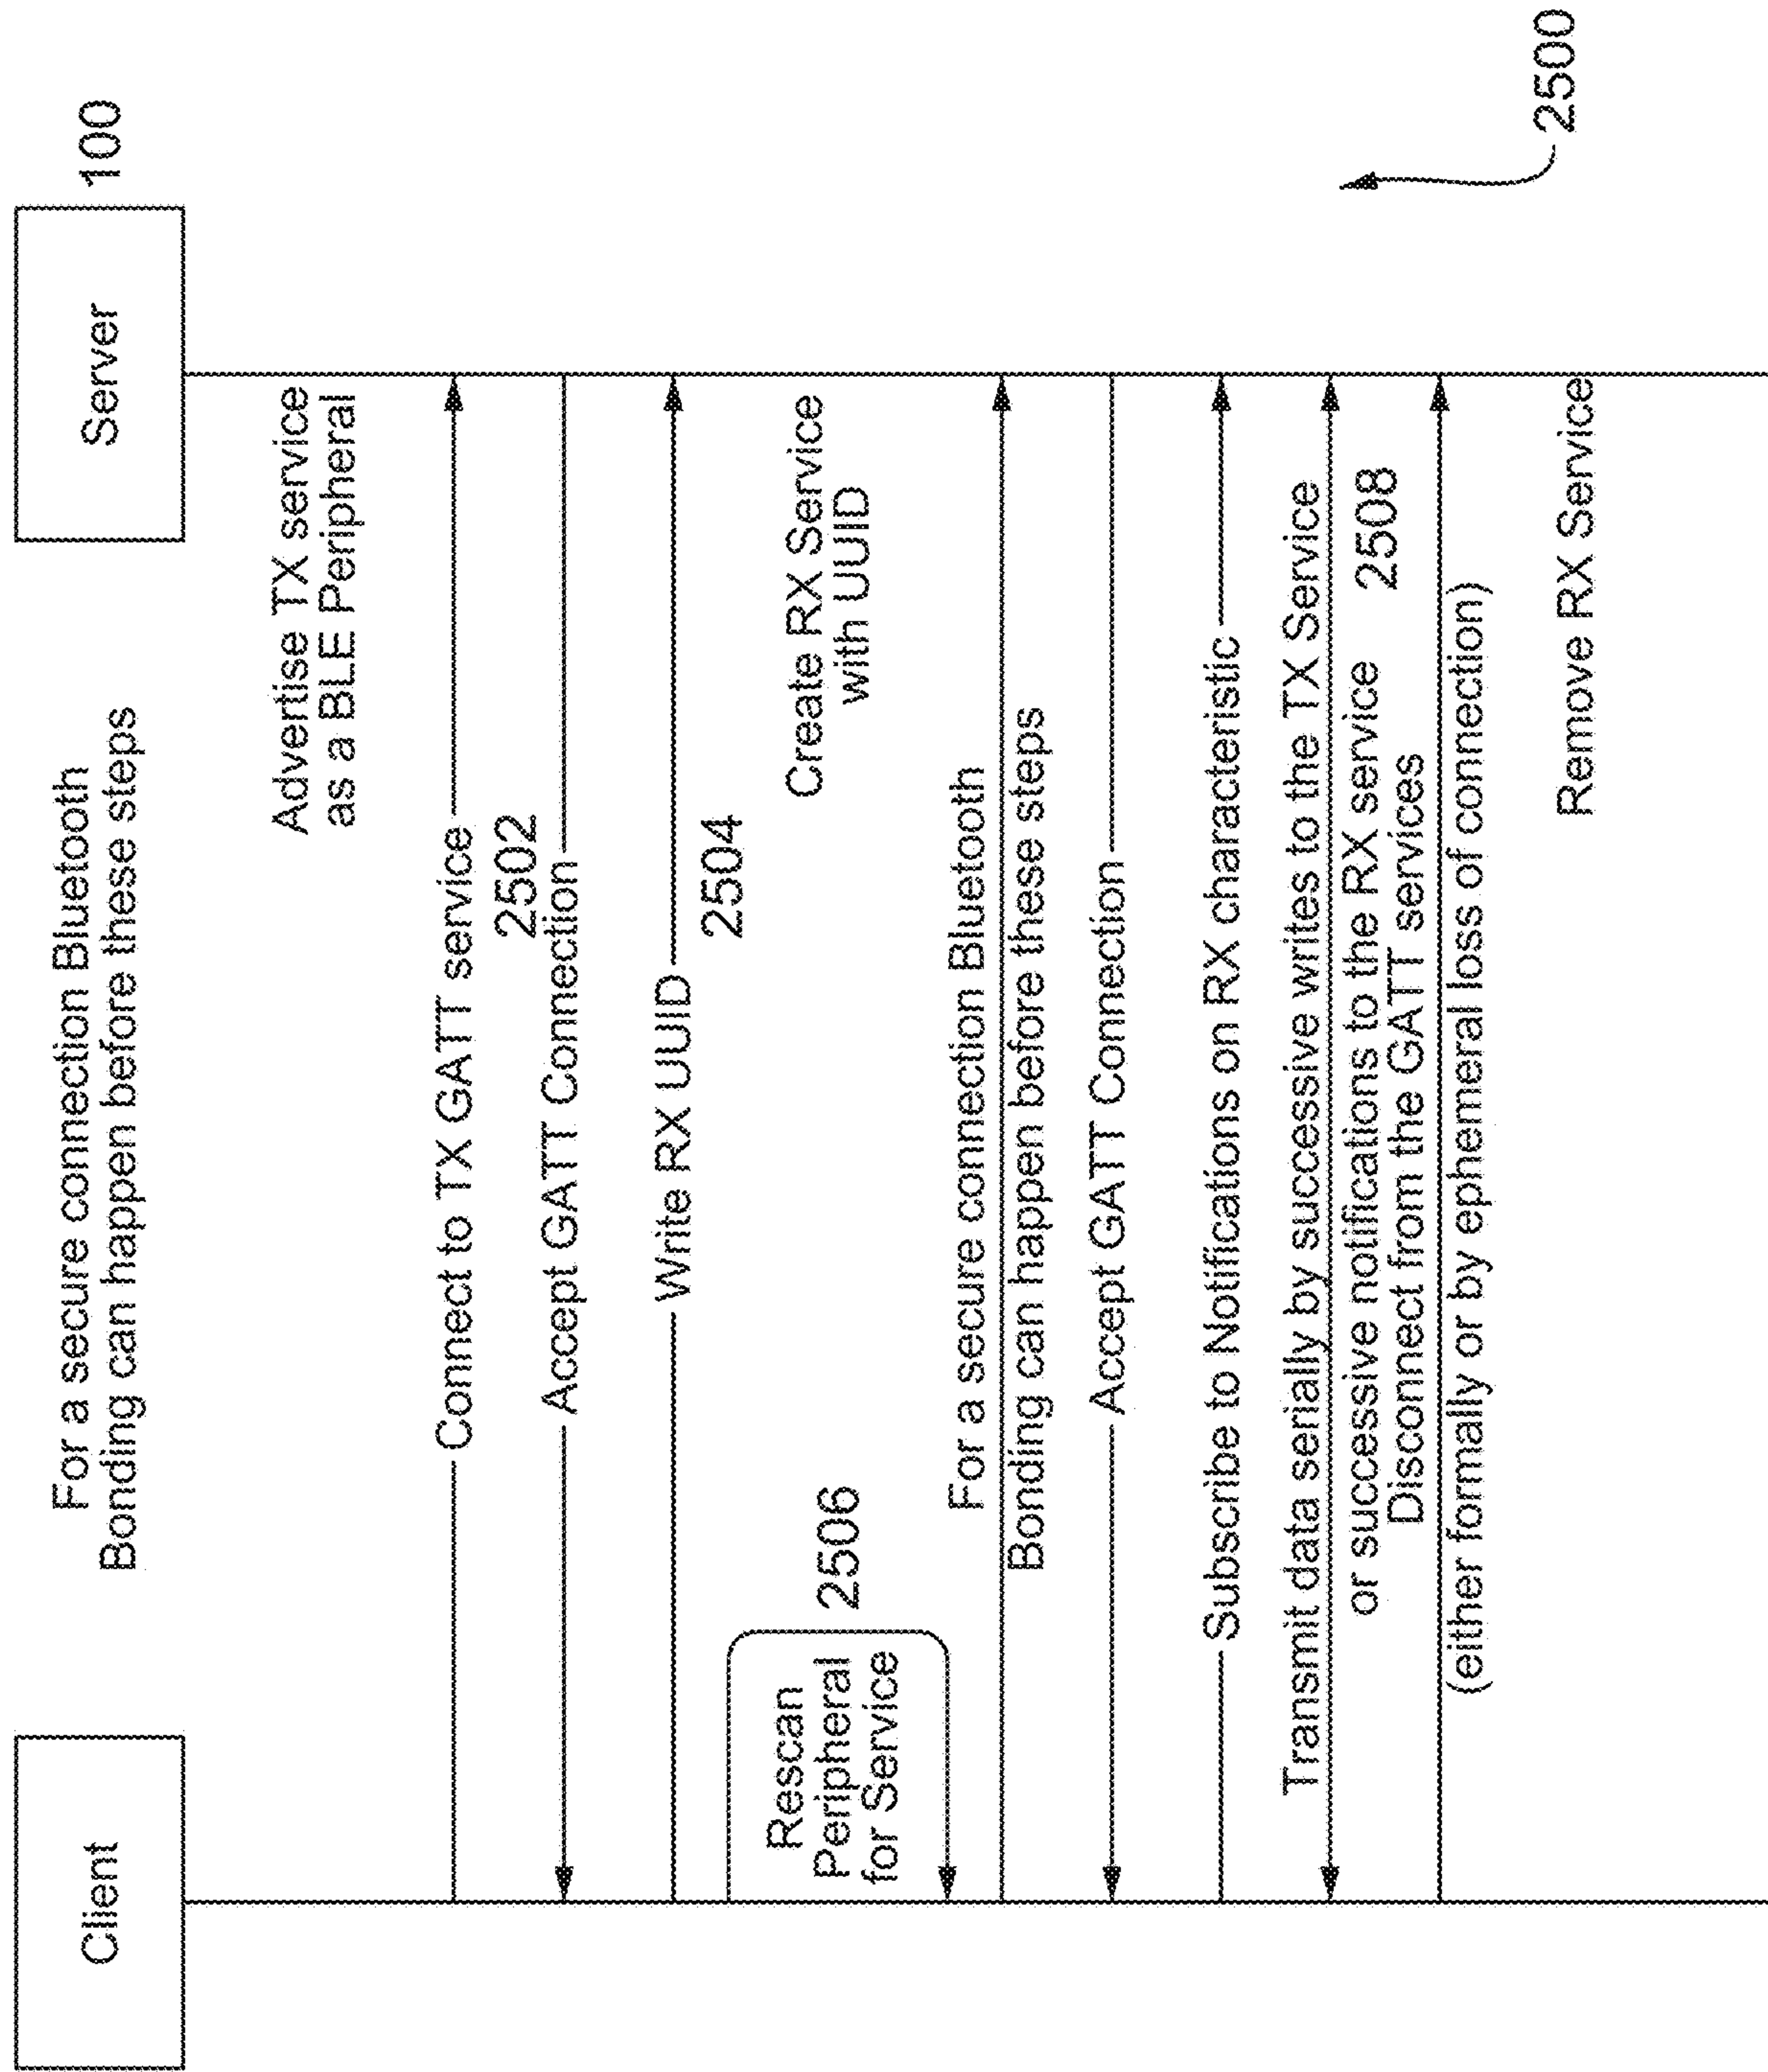 Client
Server
100
For a secure connection Bluetooth
Bonding can happen before these steps
Advertise TX service
as a BLE Peripheral
Connect to TX GATT service
2502
Accept GATT Connection
Write RX UUID
2504
Rescan
Peripheral
for Service
2506
Create RX Service
with UUID
For a secure connection Bluetooth
Bonding can happen before these steps
Accept GATT Connection
Subscribe to Notifications on RX characteristic
Transmit data serially by successive writes to the TX Service
or successive notifications to the RX service
2508
Disconnect from the GATT services
(either formally or by ephemeral loss of connection)
Remove RX Service
2500